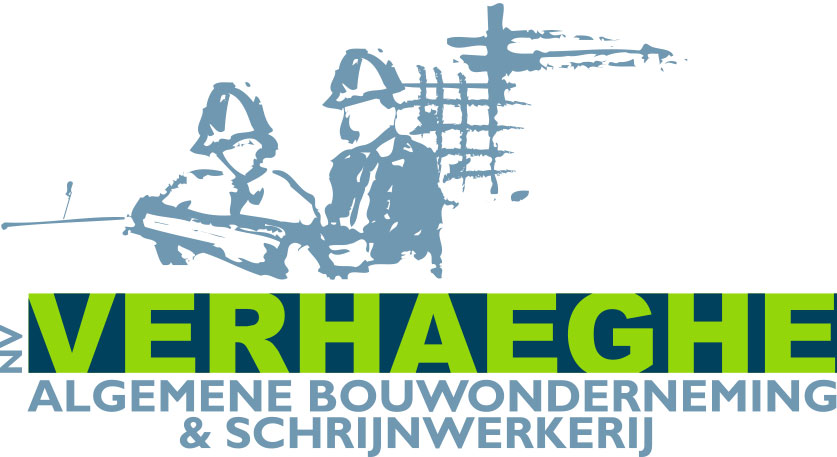 NV
VERHAEGHE
ALGEMENE BOUWONDERNEMING
& SCHRIJNWERKERIJ